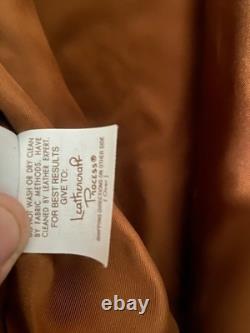 DO NOT WASH OR DRY CLEAN
BY FABRIC METHODS. HAVE
CLEANED BY LEATHER EXPERT.
FOR BEST RESULTS
GIVE TO:
Leathercraft
Process®
SHIPPING DIRECTIONS ON OTHER SIDE
( Over )